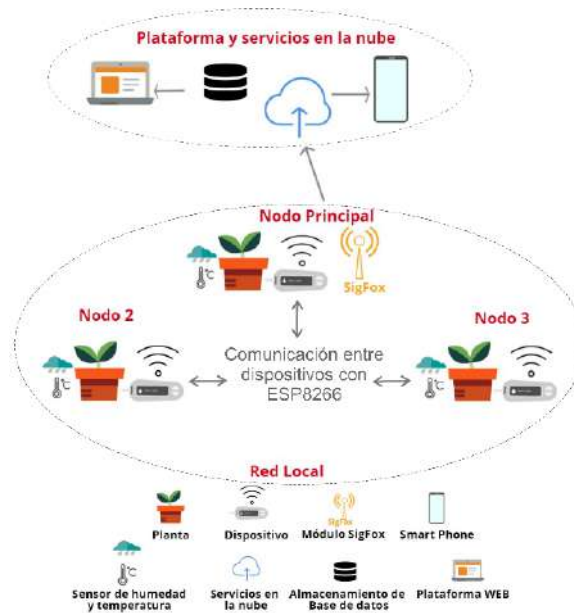 Plataforma y servicios en la nube
Nodo Principal
°C
SigFox
Nodo 2
Nodo 3
°C
°C
Comunicación entre
dispositivos con
ESP8266
Red Local
SigFox
Planta
Dispositivo
Módulo SigFox
Smart Phone
°C
Sensor de humedad
y temperatura
Servicios en
la nube
Almacenamiento de
Base de datos
Plataforma WEB